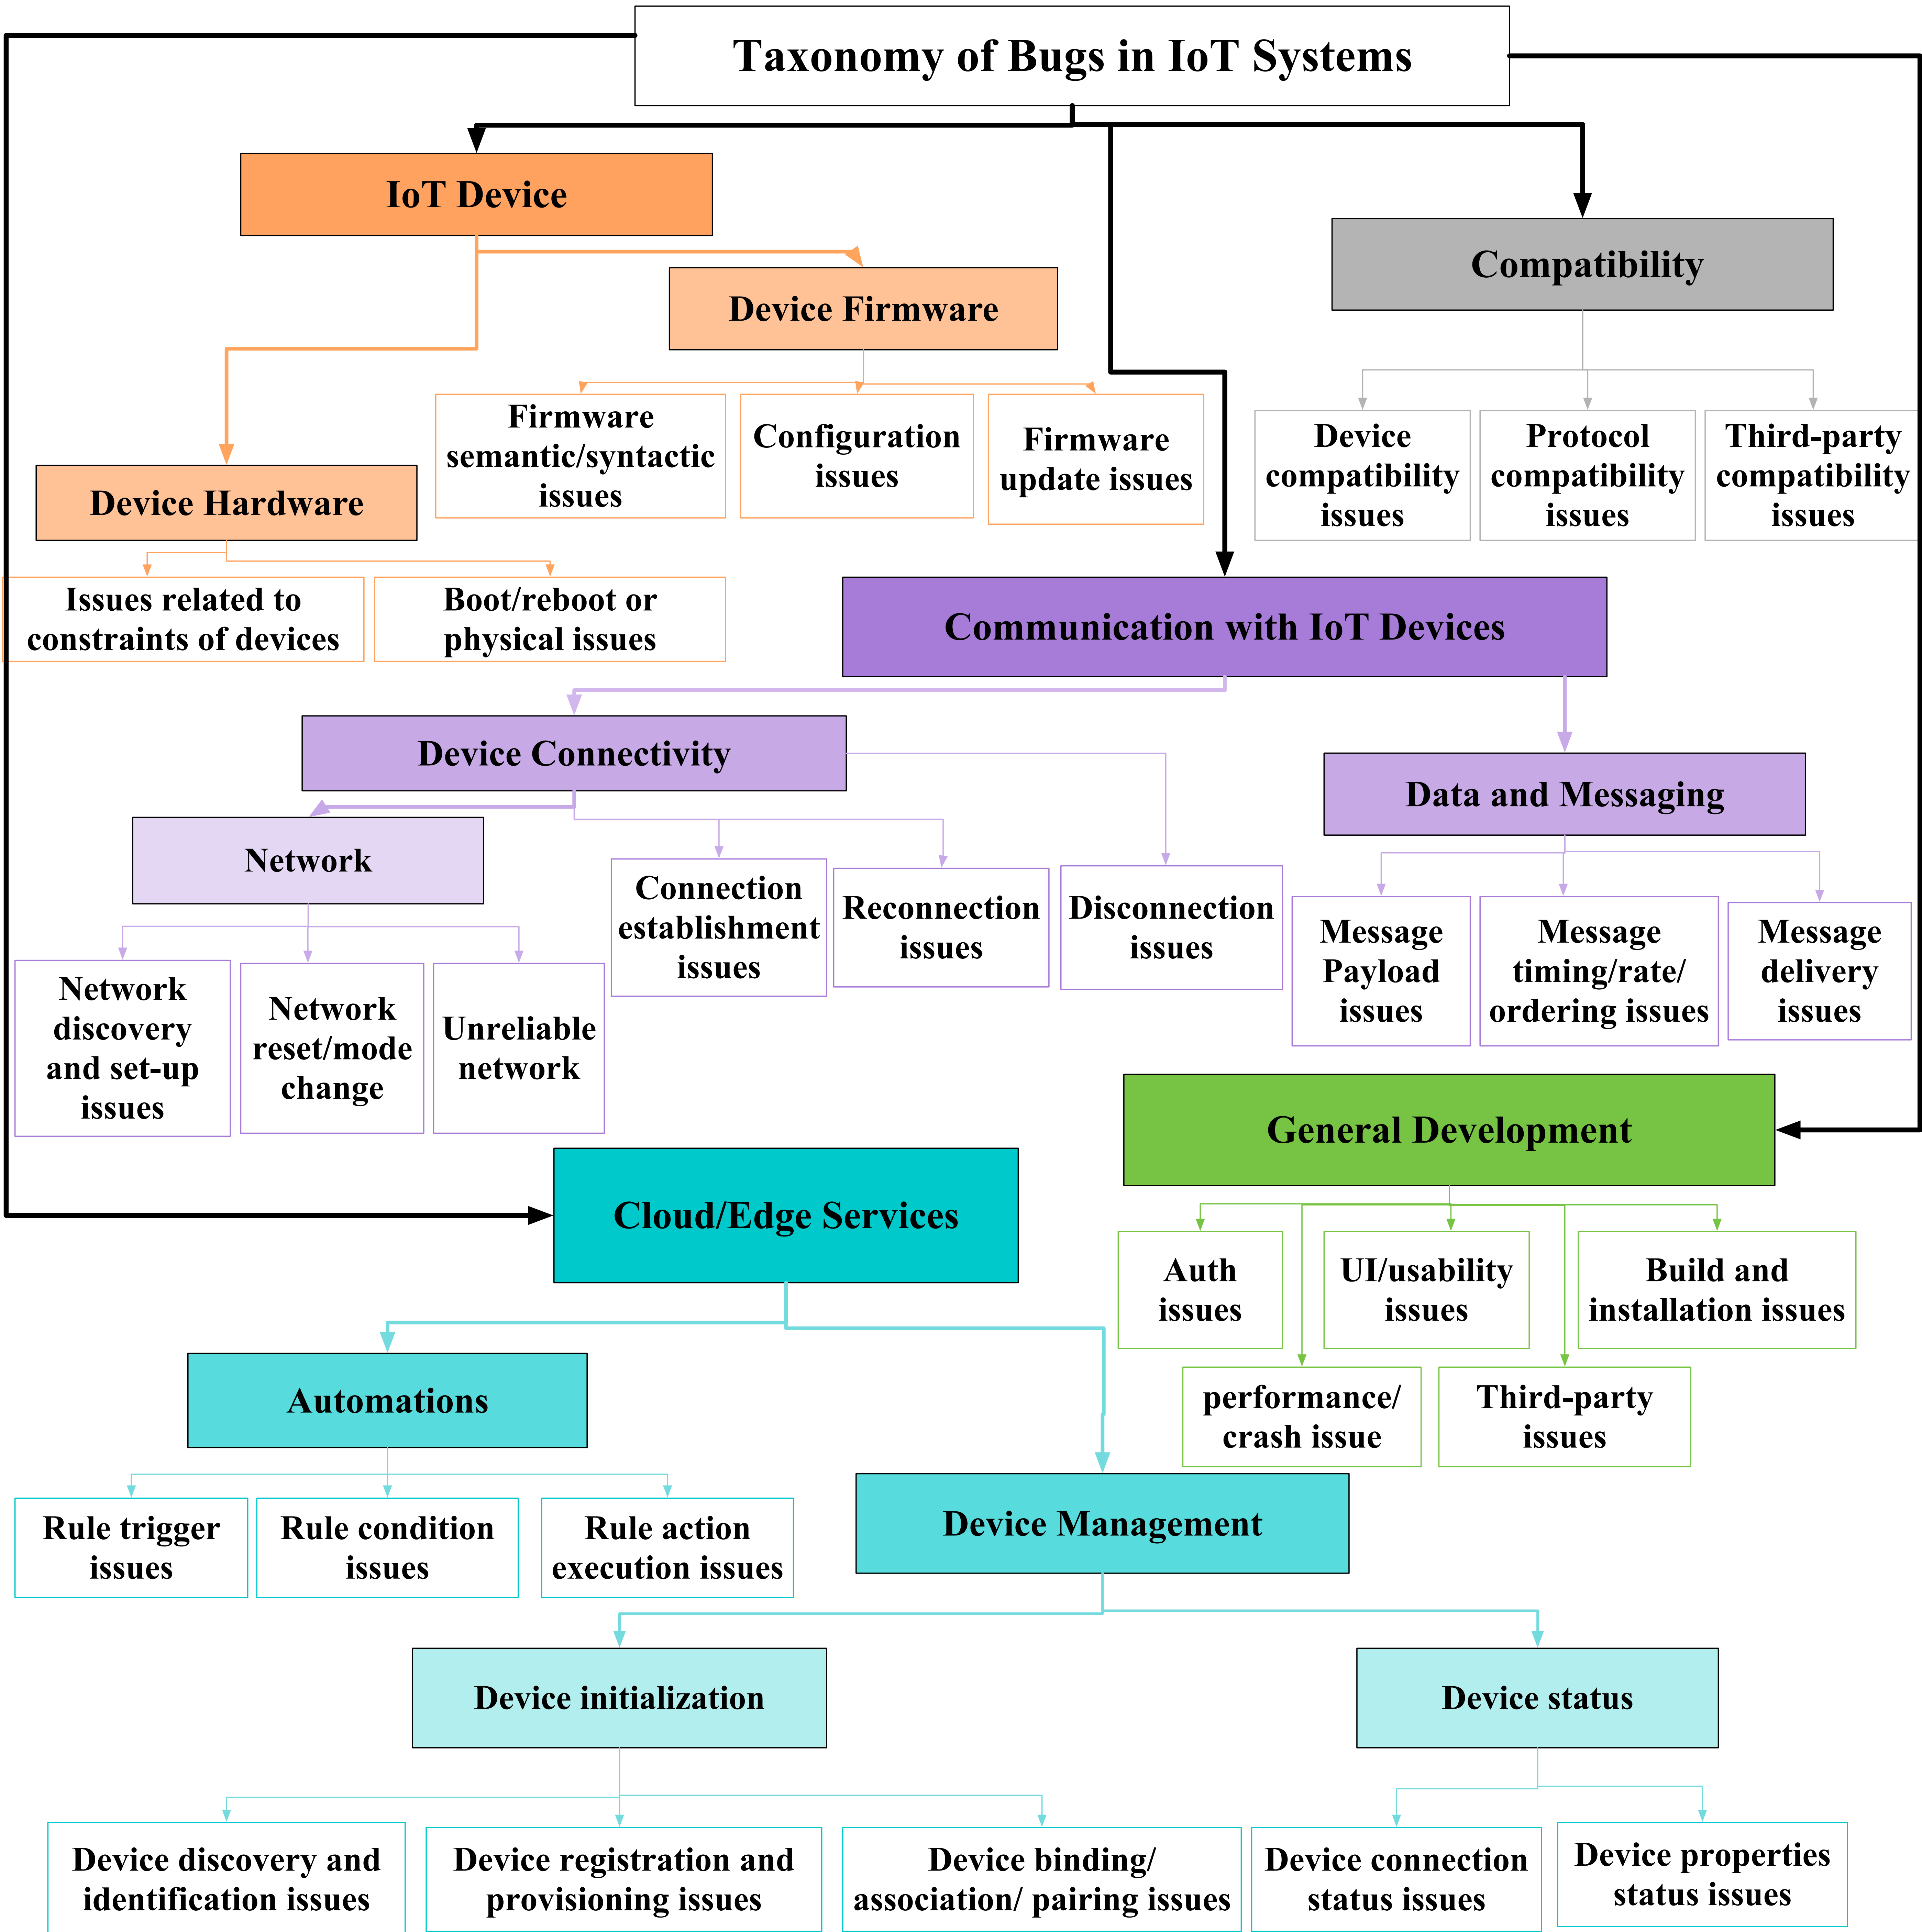 Taxonomy of Bugs in IoT Systems
IoT Device
Compatibility
Device Firmware
Firmware
semantic/syntactic
issues
Configuration
issues
Firmware
update issues
Device
compatibility
issues
Protocol
compatibility
issues
Third-party
compatibility
issues
Device Hardware
Issues related to
constraints of devices
Boot/reboot or
physical issues
Communication with IoT Devices
Device Connectivity
Data and Messaging
Network
Connection
establishment
issues
Reconnection
issues
Disconnection
issues
Message
Payload
issues
Message
timing/rate/
ordering issues
Message
delivery
issues
Network
discovery
and set-up
issues
Network
reset/mode
change
Unreliable
network
General Development
Cloud/Edge Services
Auth
issues
UI/usability
issues
Build and
installation issues
performance/
crash issue
Third-party
issues
Automations
Rule trigger
issues
Rule condition
issues
Rule action
execution issues
Device Management
Device initialization
Device status
Device discovery and
identification issues
Device registration and
provisioning issues
Device binding/
association/ pairing issues
Device connection
status issues
Device properties
status issues